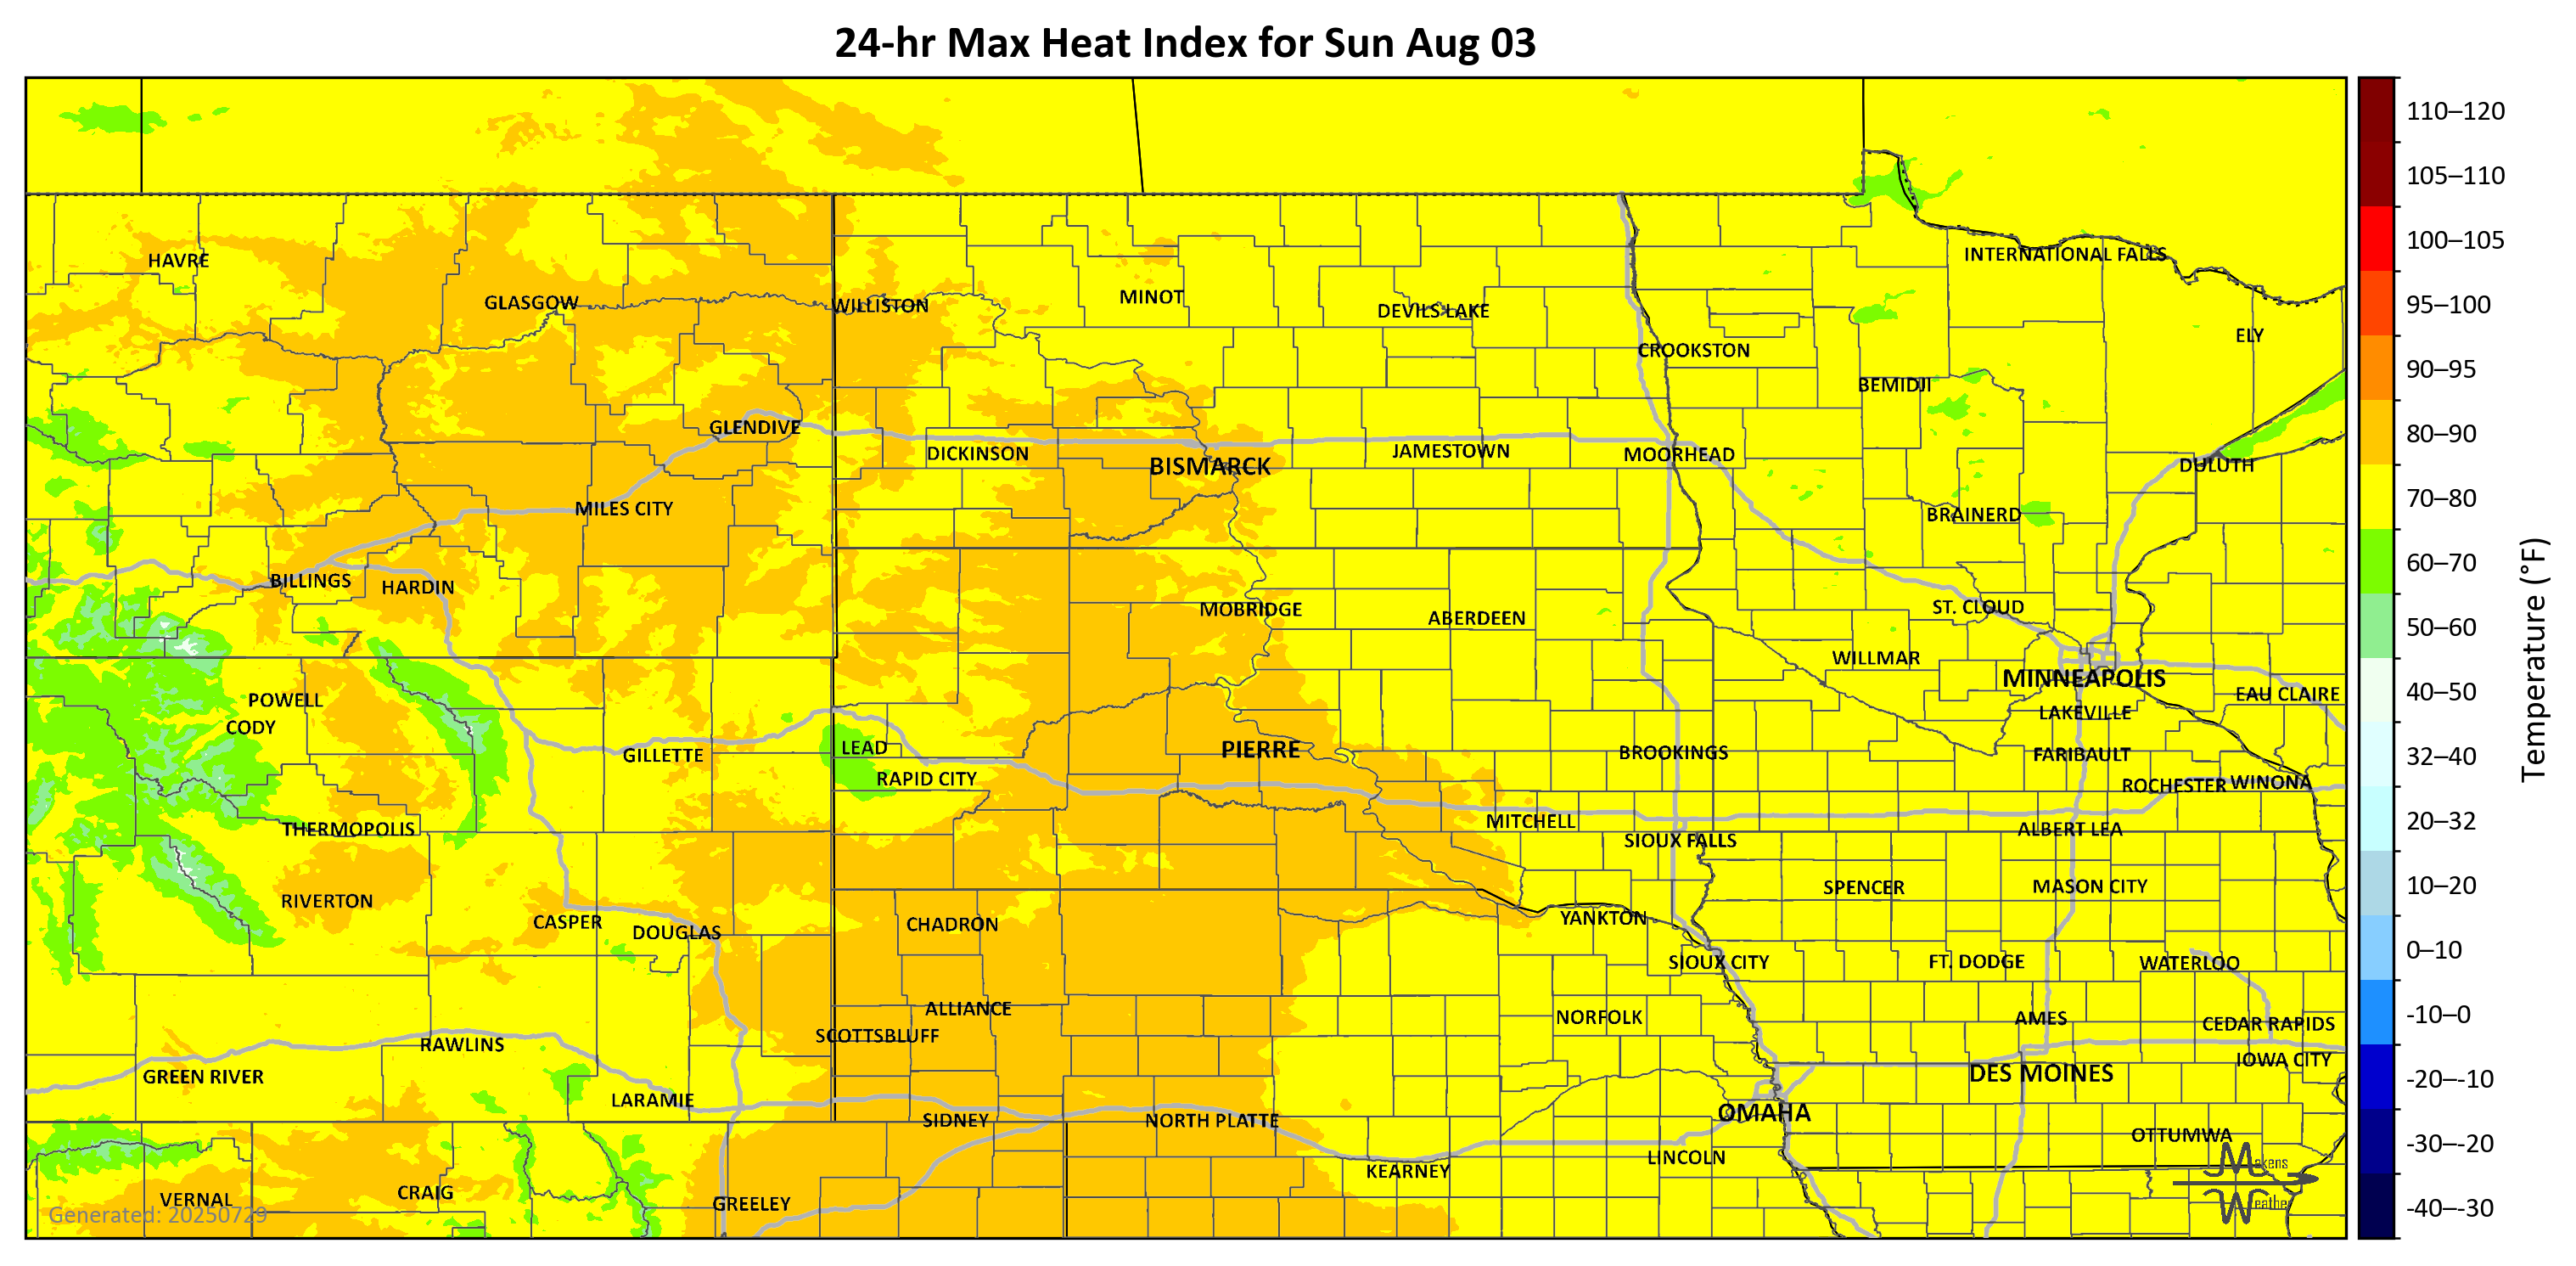 24-hr Max Heat Index for Sun Aug 03
HAVRE
GLASGOW
WILLISTON
MINOT
DEVILS LAKE
CROOKSTON
INTERNATIONAL FALLS
ELY
BEMIDJI
GLENDIVE
DICKINSON
BISMARCK
JAMESTOWN
MOORHEAD
DULUTH
MILES CITY
BRAINERD
BILLINGS
HARDIN
MOBRIDGE
ABERDEEN
ST. CLOUD
WILLMAR
MINNEAPOLIS
EAU CLAIRE
POWELL
CODY
LAKEVILLE
GILLETTE
LEAD
PIERRE
BROOKINGS
FARIBAULT
RAPID CITY
ROCHESTER
WINONA
THERMOPOLIS
MITCHELL
SIOUX FALLS
ALBERT LEA
RIVERTON
SPENCER
MASON CITY
CASPER
DOUGLAS
CHADRON
YANKTON
SIOUX CITY
FT. DODGE
WATERLOO
ALLIANCE
NORFOLK
AMES
CEDAR RAPIDS
SCOTTSBLUFF
RAWLINS
IOWA CITY
GREEN RIVER
DES MOINES
LARAMIE
SIDNEY
NORTH PLATTE
OMAHA
OTTUMWA
KEARNEY
LINCOLN
VERNAL
CRAIG
GREELEY
Generated: 20250729
Makens
Weather
110–120
105–110
100–105
95–100
90–95
80–90
70–80
60–70
50–60
40–50
32–40
20–32
10–20
0–10
-10–0
-20–-10
-30–-20
-40–-30
Temperature (°F)